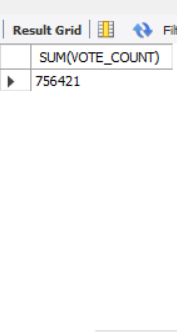 Result Grid
SUM(VOTE_COUNT)
756421